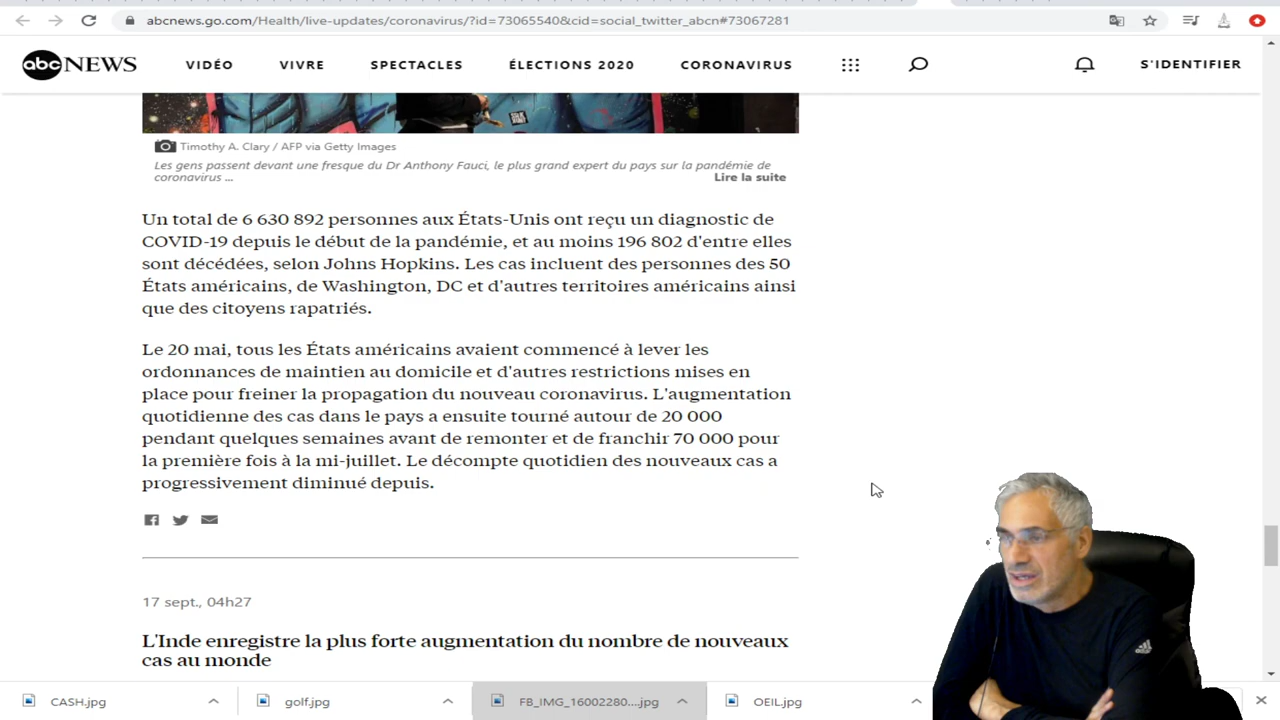 abcnews.go.com/Health/live-updates/coronavirus/?id=73065540&cid=social_twitter_abcn#73067281
abc NEWS VIDÉO VIVRE SPECTACLES ÉLECTIONS 2020 CORONAVIRUS S'IDENTIFIER
Timothy A. Clary / AFP via Getty Images
Les gens passent devant une fresque du Dr Anthony Fauci, le plus grand expert du pays sur la pandémie de
coronavirus ... Lire la suite
Un total de 6 630 892 personnes aux États-Unis ont reçu un diagnostic de
COVID-19 depuis le début de la pandémie, et au moins 196 802 d'entre elles
sont décédées, selon Johns Hopkins. Les cas incluent des personnes des 50
États américains, de Washington, DC et d'autres territoires américains ainsi
que des citoyens rapatriés.
Le 20 mai, tous les États américains avaient commencé à lever les
ordonnances de maintien au domicile et d'autres restrictions mises en
place pour freiner la propagation du nouveau coronavirus. L'augmentation
quotidienne des cas dans le pays a ensuite tourné autour de 20 000
pendant quelques semaines avant de remonter et de franchir 70 000 pour
la première fois à la mi-juillet. Le décompte quotidien des nouveaux cas a
progressivement diminué depuis.
17 sept., 04h27
L'Inde enregistre la plus forte augmentation du nombre de nouveaux
cas au monde
CASH.jpg golf.jpg FB_IMG_16002280....jpg OEIL.jpg